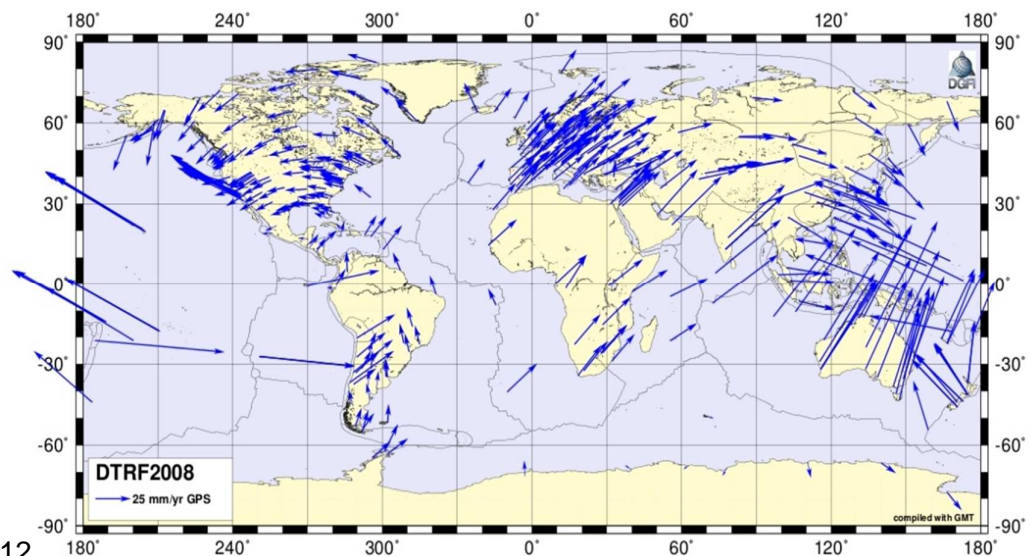 180˚ 240˚ 300˚ 0˚ 60˚ 120˚ 180˚
90˚ 90˚
DGFI
60˚ 60˚
30˚ 30˚
0˚ 0˚
-30˚ -30˚
-60˚ -60˚
DTRF2008
25 mm/yr GPS
compiled with GMT
-90˚ -90˚
180˚ 240˚ 300˚ 0˚ 60˚ 120˚ 180˚
12